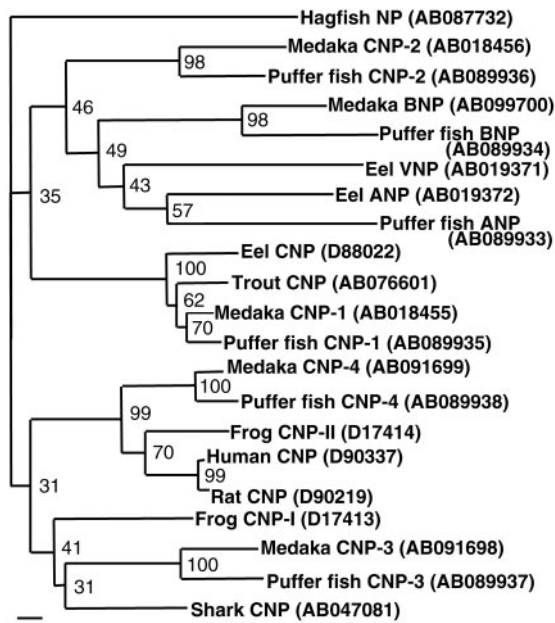 Hagfish NP (AB087732)
Medaka CNP-2 (AB018456)
98
Puffer fish CNP-2 (AB089936)
46
Medaka BNP (AB099700)
98
Puffer fish BNP
(AB089934)
49
Eel VNP (AB019371)
43
Eel ANP (AB019372)
35
57
Puffer fish ANP
(AB089933)
Eel CNP (D88022)
100
Trout CNP (AB076601)
62
Medaka CNP-1 (AB018455)
70
Puffer fish CNP-1 (AB089935)
Medaka CNP-4 (AB091699)
100
Puffer fish CNP-4 (AB089938)
99
Frog CNP-II (D17414)
70
Human CNP (D90337)
99
31
Rat CNP (D90219)
Frog CNP-I (D17413)
41
Medaka CNP-3 (AB091698)
100
Puffer fish CNP-3 (AB089937)
31
Shark CNP (AB047081)